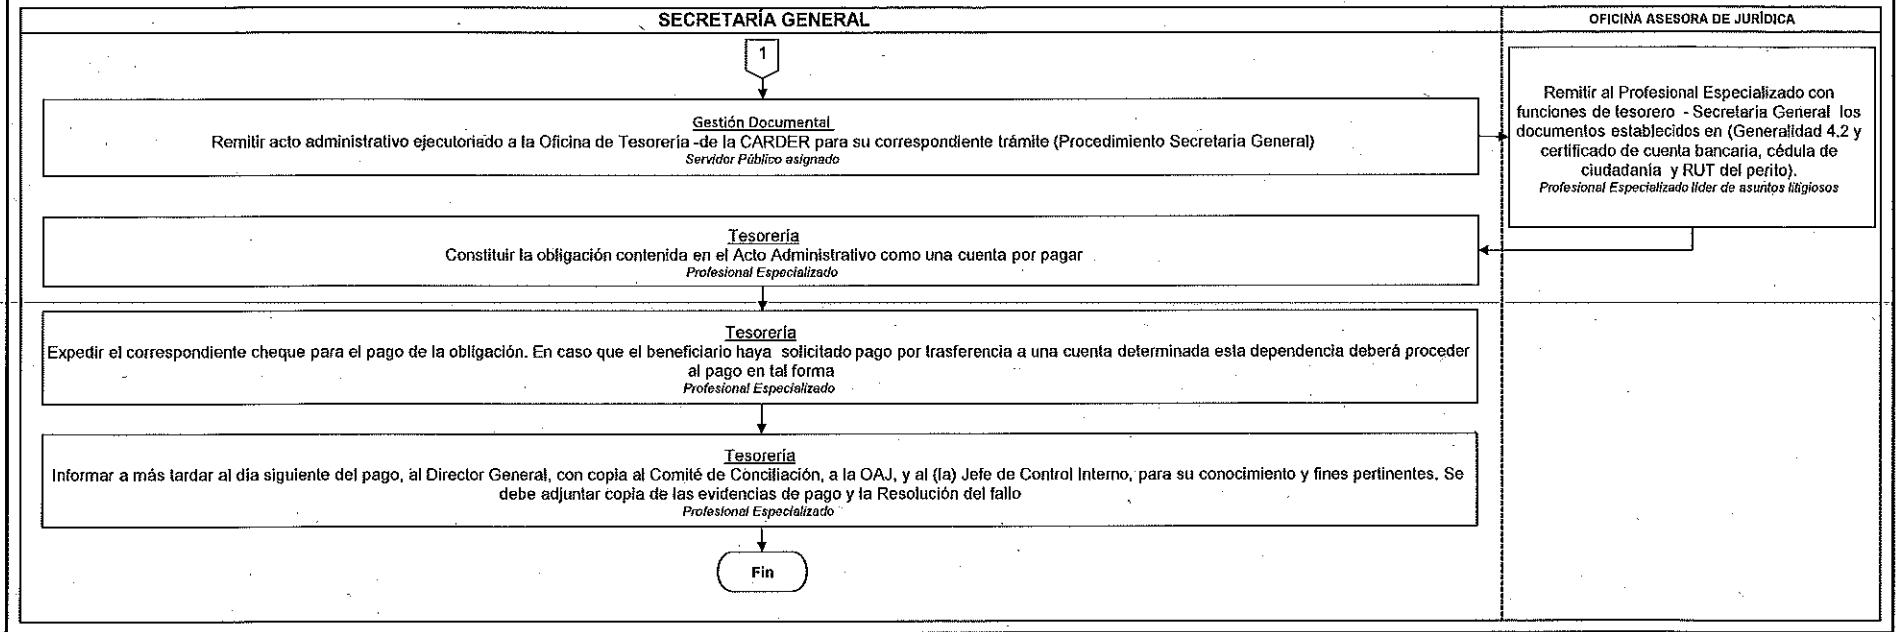 SECRETARÍA GENERAL
OFICINA ASESORA DE JURÍDICA
1
Gestión Documental
Remitir acto administrativo ejecutoriado a la Oficina de Tesorería -de la CARDER para su correspondiente trámite (Procedimiento Secretaria General)
Servidor Público asignado
Remitir al Profesional Especializado con
funciones de tesorero - Secretaria General los
documentos establecidos en (Generalidad 4.2 y
certificado de cuenta bancaria, cédula de
ciudadanía y RUT del perito).
Profesional Especializado líder de asuntos litigiosos
Tesorería
Constituir la obligación contenida en el Acto Administrativo como una cuenta por pagar
Profesional Especializado
Tesorería
Expedir el correspondiente cheque para el pago de la obligación. En caso que el beneficiario haya solicitado pago por trasferencia a una cuenta determinada esta dependencia deberá proceder
al pago en tal forma
Profesional Especializado
Tesorería
Informar a más tardar al día siguiente del pago, al Director General, con copia al Comité de Conciliación, a la OAJ, y al (la) Jefe de Control Interno, para su conocimiento y fines pertinentes. Se
debe adjuntar copia de las evidencias de pago y la Resolución del fallo
Profesional Especializado
Fin